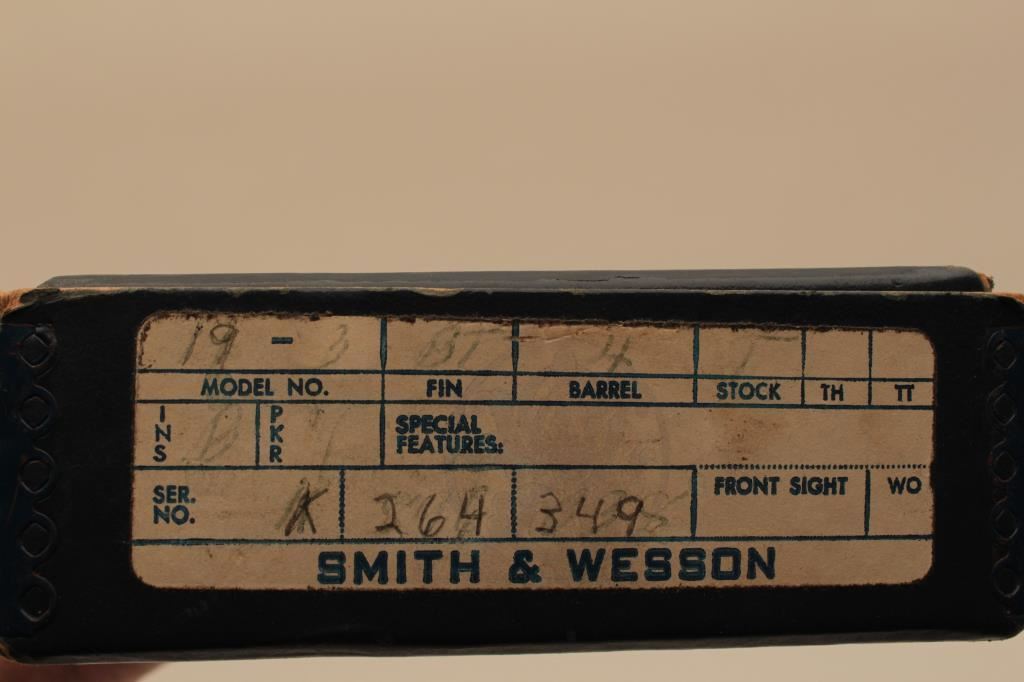 19 - 3 4 T
MODEL NO. FIN BARREL STOCK TH TT
INS PKR SPECIAL FEATURES:
SER. NO. K 264 349 FRONT SIGHT WO
SMITH & WESSON